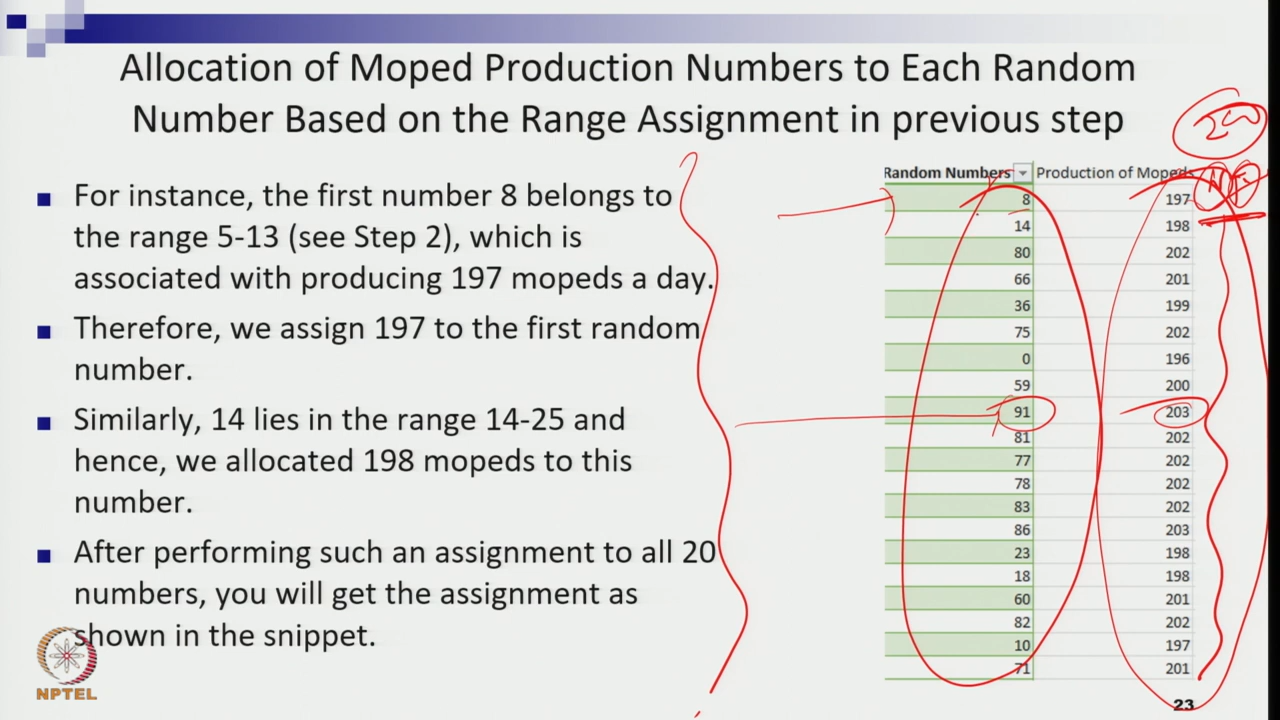 Allocation of Moped Production Numbers to Each Random
Number Based on the Range Assignment in previous step
For instance, the first number 8 belongs to
the range 5-13 (see Step 2), which is
associated with producing 197 mopeds a day.
Therefore, we assign 197 to the first random
number.
Similarly, 14 lies in the range 14-25 and
hence, we allocated 198 mopeds to this
number.
After performing such an assignment to all 20
numbers, you will get the assignment as
shown in the snippet.
Random Numbers Production of Mopeds
8 197
14 198
80 202
66 201
36 199
75 202
0 196
59 200
91 203
81 202
77 202
78 202
83 202
86 203
23 198
18 198
60 201
82 202
10 197
71 201
NPTEL
23